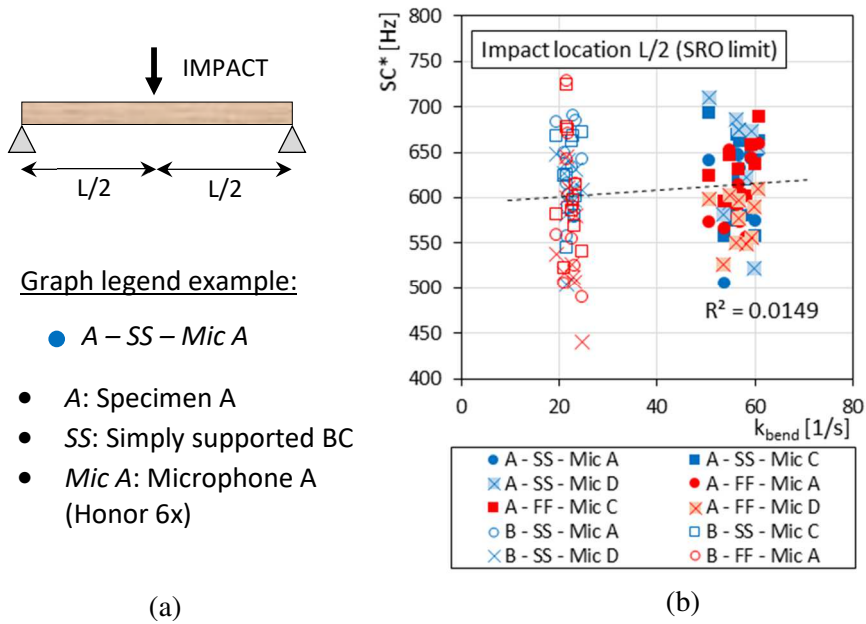 IMPACT
L/2
L/2
Graph legend example:
A – SS – Mic A
A: Specimen A
SS: Simply supported BC
Mic A: Microphone A
(Honor 6x)
(a)
SC* [Hz]
800
750
700
650
600
550
500
450
400
Impact location L/2 (SRO limit)
R² = 0.0149
0
20
40
60
80
k_bend [1/s]
A - SS - Mic A
A - SS - Mic C
A - SS - Mic D
A - FF - Mic A
A - FF - Mic C
A - FF - Mic D
B - SS - Mic A
B - SS - Mic C
B - SS - Mic D
B - FF - Mic A
(b)